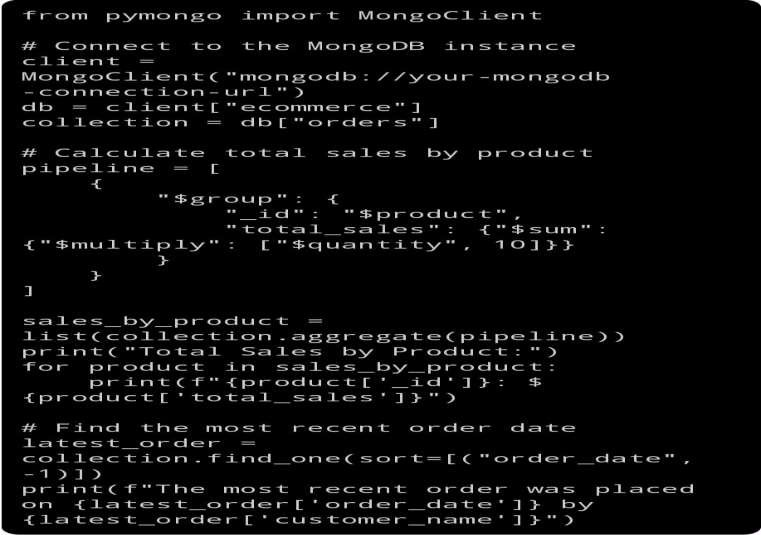 from pymongo import MongoClient

# Connect to the MongoDB instance
client =
MongoClient("mongodb://your-mongodb
-connection-url")
db = client["ecommerce"]
collection = db["orders"]

# Calculate total sales by product
pipeline = [
    {
        "$group": {
            "_id": "$product",
            "total_sales": {"$sum":
{"$multiply": ["$quantity", 10]}}
        }
    }
]

sales_by_product =
list(collection.aggregate(pipeline))
print("Total Sales by Product:")
for product in sales_by_product:
    print(f"{product['_id']}: $
{product['total_sales']}")

# Find the most recent order date
latest_order =
collection.find_one(sort=[("order_date",
-1)])
print(f"The most recent order was placed
on {latest_order['order_date']} by
{latest_order['customer_name']}")